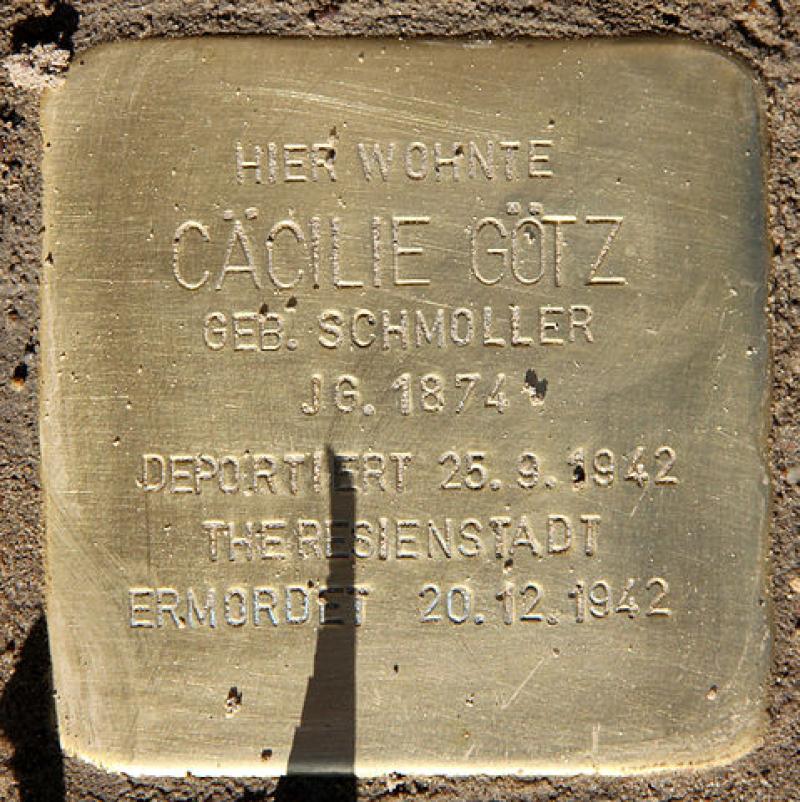 HIER WOHNTE
CÄCILIE GÖTZ
GEB. SCHMOLLER
JG. 1874
DEPORTIERT 25.9.1942
THERESIENSTADT
ERMORDET 20.12.1942